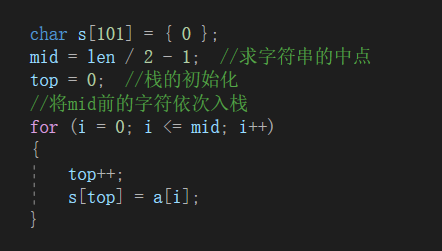 char s[101] = { 0 };
mid = len / 2 - 1;  //求字符串的中点
top = 0;  //栈的初始化
//将mid前的字符依次入栈
for (i = 0; i <= mid; i++)
{
    top++;
    s[top] = a[i];
}